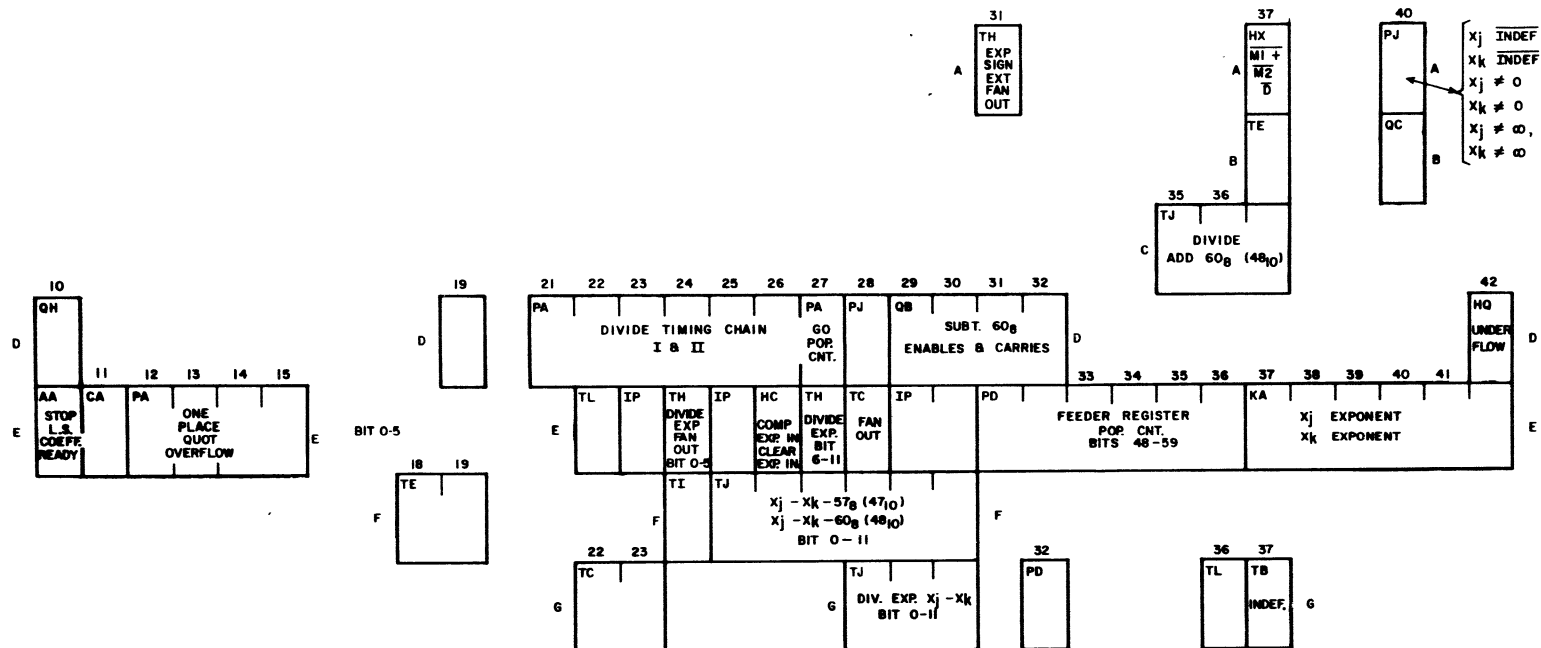 31
37
40
TH
EXP
SIGN
EXT
FAN
OUT
A
HX
M1 +
M2
D
A
PJ
A
Xj INDEF
Xk INDEF
Xj ≠ 0
Xk ≠ 0
Xj ≠ ∞,
Xk ≠ ∞
TE
B
QC
B
35 36
TJ
DIVIDE
ADD 60₈ (48₁₀)
C
10
QH
D
19
D
21 22 23 24 25 26 27 28 29 30 31 32
PA
DIVIDE TIMING CHAIN
I & II
PA
GO
POP.
CNT.
PJ
QB
SUBT. 60₈
ENABLES & CARRIES
D
42
HQ
UNDER
FLOW
D
11 12 13 14 15
E
AA
STOP
L.S.
COEFF.
READY
CA
PA
ONE
PLACE
QUOT
OVERFLOW
E
BIT 0-5
E
TL
IP
TH
DIVIDE
EXP
FAN
OUT
BIT 0-5
IP
HC
COMP
EXP. IN
CLEAR
EXP. IN
TH
DIVIDE
EXP.
BIT
6-11
TC
FAN
OUT
IP
33 34 35 36 37 38 39 40 41
PD
FEEDER REGISTER
POP. CNT.
BITS 48-59
KA
Xj EXPONENT
Xk EXPONENT
E
18 19
TE
F
F
TI
TJ
Xj -Xk-57₈ (47₁₀)
Xj -Xk-60₈ (48₁₀)
BIT 0-11
F
22 23
TC
G
G
TJ
DIV. EXP. Xj -Xk
BIT 0-11
32
PD
36 37
TL
TB
INDEF.
G